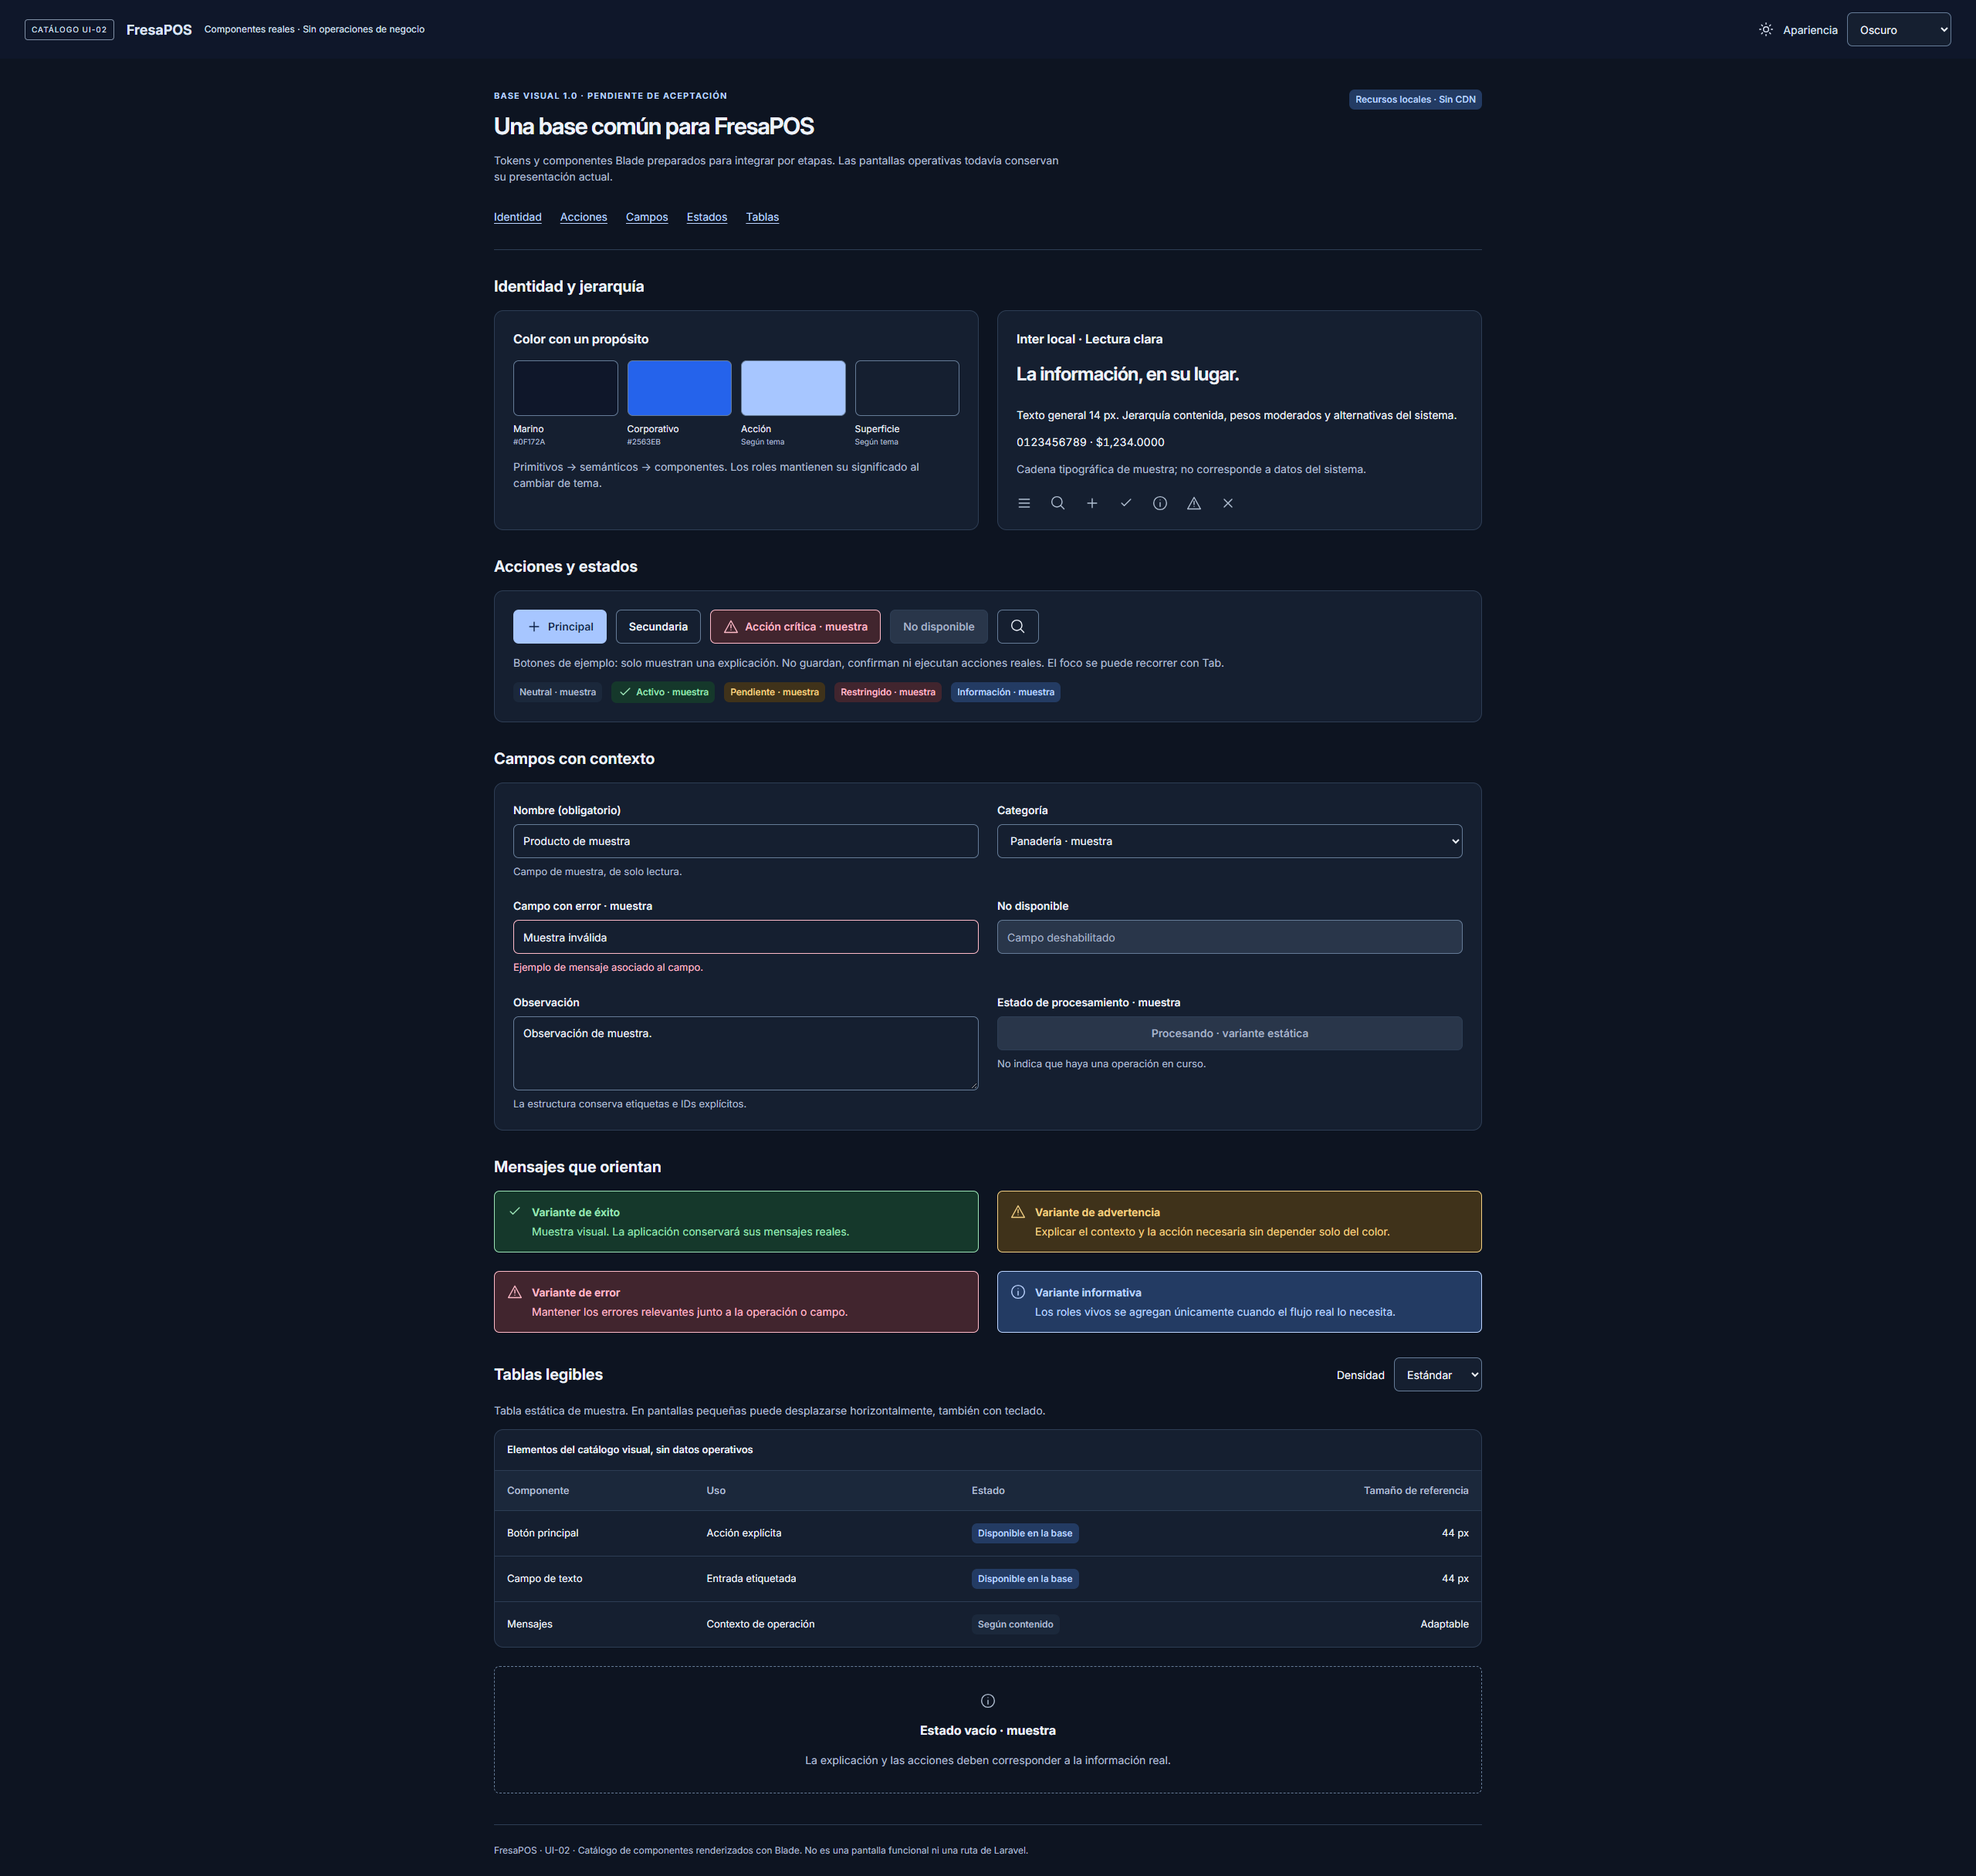 CATÁLOGO UI-02
FresaPOS
Componentes reales · Sin operaciones de negocio
Apariencia
Oscuro
BASE VISUAL 1.0 · PENDIENTE DE ACEPTACIÓN
Recursos locales · Sin CDN
Una base común para FresaPOS
Tokens y componentes Blade preparados para integrar por etapas. Las pantallas operativas todavía conservan
su presentación actual.
Identidad
Acciones
Campos
Estados
Tablas
Identidad y jerarquía
Color con un propósito
Marino
#0F172A
Corporativo
#2563EB
Acción
Según tema
Superficie
Según tema
Primitivos → semánticos → componentes. Los roles mantienen su significado al
cambiar de tema.
Inter local · Lectura clara
La información, en su lugar.
Texto general 14 px. Jerarquía contenida, pesos moderados y alternativas del sistema.
0123456789 · $1,234.0000
Cadena tipográfica de muestra; no corresponde a datos del sistema.
Acciones y estados
Principal
Secundaria
Acción crítica · muestra
No disponible
Botones de ejemplo: solo muestran una explicación. No guardan, confirman ni ejecutan acciones reales. El foco se puede recorrer con Tab.
Neutral · muestra
Activo · muestra
Pendiente · muestra
Restringido · muestra
Información · muestra
Campos con contexto
Nombre (obligatorio)
Producto de muestra
Campo de muestra, de solo lectura.
Categoría
Panadería · muestra
Campo con error · muestra
Muestra inválida
Ejemplo de mensaje asociado al campo.
No disponible
Campo deshabilitado
Observación
Observación de muestra.
La estructura conserva etiquetas e IDs explícitos.
Estado de procesamiento · muestra
Procesando · variante estática
No indica que haya una operación en curso.
Mensajes que orientan
Variante de éxito
Muestra visual. La aplicación conservará sus mensajes reales.
Variante de advertencia
Explicar el contexto y la acción necesaria sin depender solo del color.
Variante de error
Mantener los errores relevantes junto a la operación o campo.
Variante informativa
Los roles vivos se agregan únicamente cuando el flujo real lo necesita.
Tablas legibles
Densidad
Estándar
Tabla estática de muestra. En pantallas pequeñas puede desplazarse horizontalmente, también con teclado.
Elementos del catálogo visual, sin datos operativos
Componente
Uso
Estado
Tamaño de referencia
Botón principal
Acción explícita
Disponible en la base
44 px
Campo de texto
Entrada etiquetada
Disponible en la base
44 px
Mensajes
Contexto de operación
Según contenido
Adaptable
Estado vacío · muestra
La explicación y las acciones deben corresponder a la información real.
FresaPOS · UI-02 · Catálogo de componentes renderizados con Blade. No es una pantalla funcional ni una ruta de Laravel.